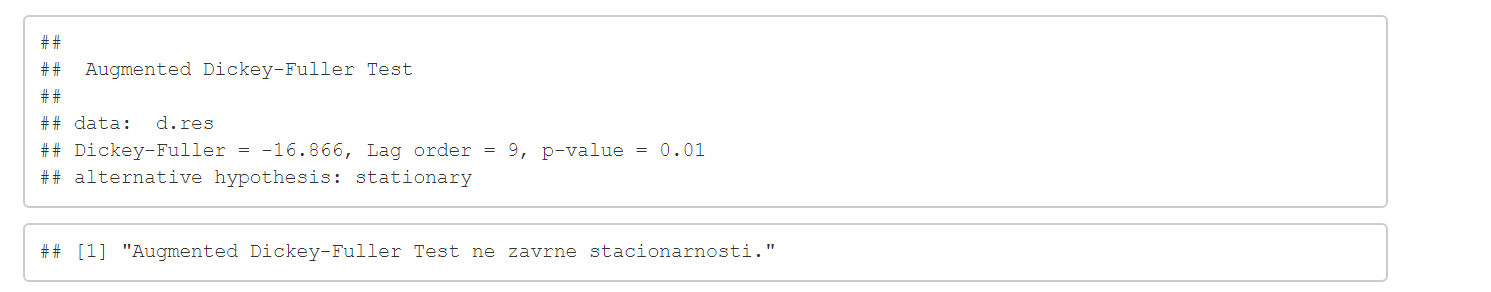 ##
##  Augmented Dickey-Fuller Test
##
## data:  d.res
## Dickey-Fuller = -16.866, Lag order = 9, p-value = 0.01
## alternative hypothesis: stationary
## [1] "Augmented Dickey-Fuller Test ne zavrne stacionarnosti."